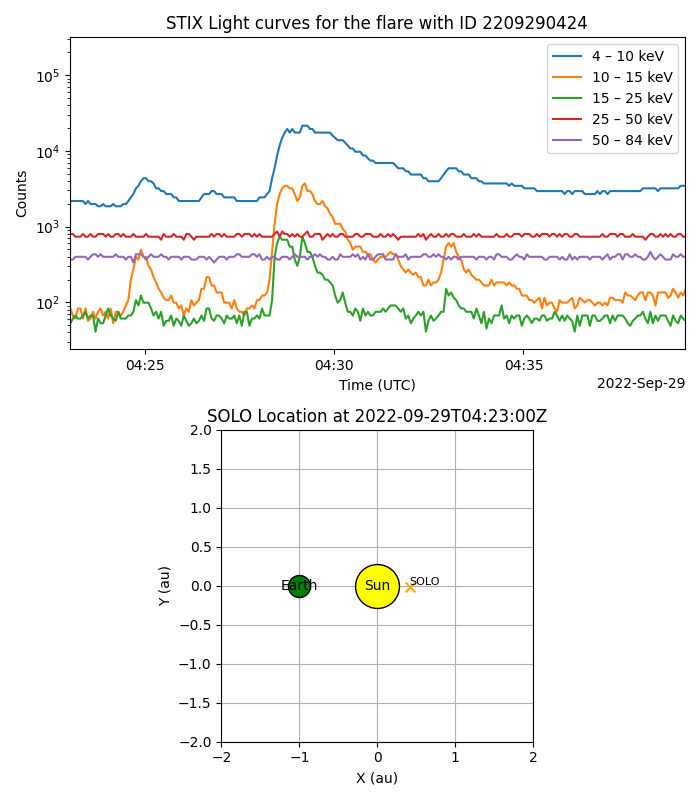 STIX Light curves for the flare with ID 2209290424
10⁵
10⁴
10³
10²
Counts
4 – 10 keV
10 – 15 keV
15 – 25 keV
25 – 50 keV
50 – 84 keV
04:25 04:30 04:35
Time (UTC)
2022-Sep-29
SOLO Location at 2022-09-29T04:23:00Z
2.0
1.5
1.0
0.5
0.0
−0.5
−1.0
−1.5
−2.0
Y (au)
Earth Sun SOLO
−2 −1 0 1 2
X (au)